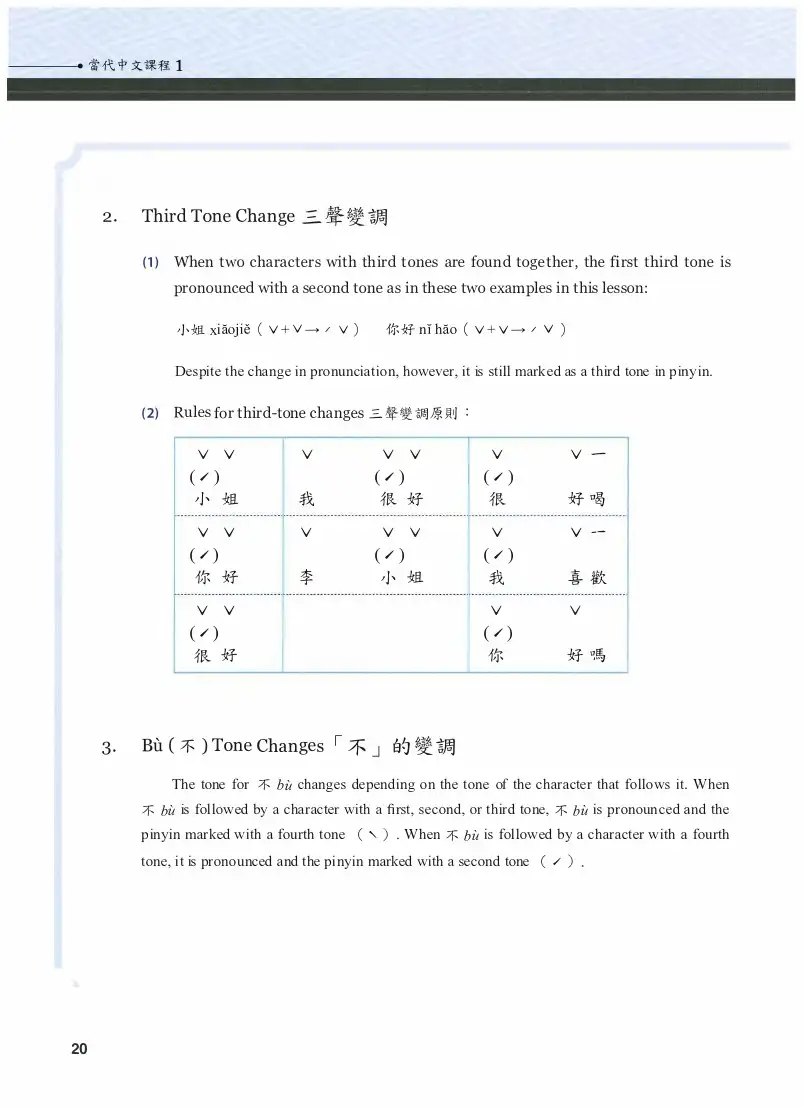 當代中文課程 1
2. Third Tone Change 三聲變調
(1) When two characters with third tones are found together, the first third tone is
pronounced with a second tone as in these two examples in this lesson:
小姐 xiǎojiě（ˇ+ˇ→ˊˇ） 你好 nǐ hǎo（ˇ+ˇ→ˊˇ）
Despite the change in pronunciation, however, it is still marked as a third tone in pinyin.
(2) Rules for third-tone changes 三聲變調原則：
ˇ ˇ ˇ ˇ ˇ ˇ ˇ ー
(ˊ) (ˊ) (ˊ)
小 姐 我 很 好 很 好 喝
ˇ ˇ ˇ ˇ ˇ ˇ ˇ ー
(ˊ) (ˊ) (ˊ)
你 好 李 小 姐 我 喜 歡
ˇ ˇ ˇ ˇ
(ˊ) (ˊ)
很 好 你 好 嗎
3. Bù ( 不 ) Tone Changes「不」的變調
The tone for 不 bù changes depending on the tone of the character that follows it. When
不 bù is followed by a character with a first, second, or third tone, 不 bù is pronounced and the
pinyin marked with a fourth tone （ˋ）. When 不 bù is followed by a character with a fourth
tone, it is pronounced and the pinyin marked with a second tone （ˊ）.
20